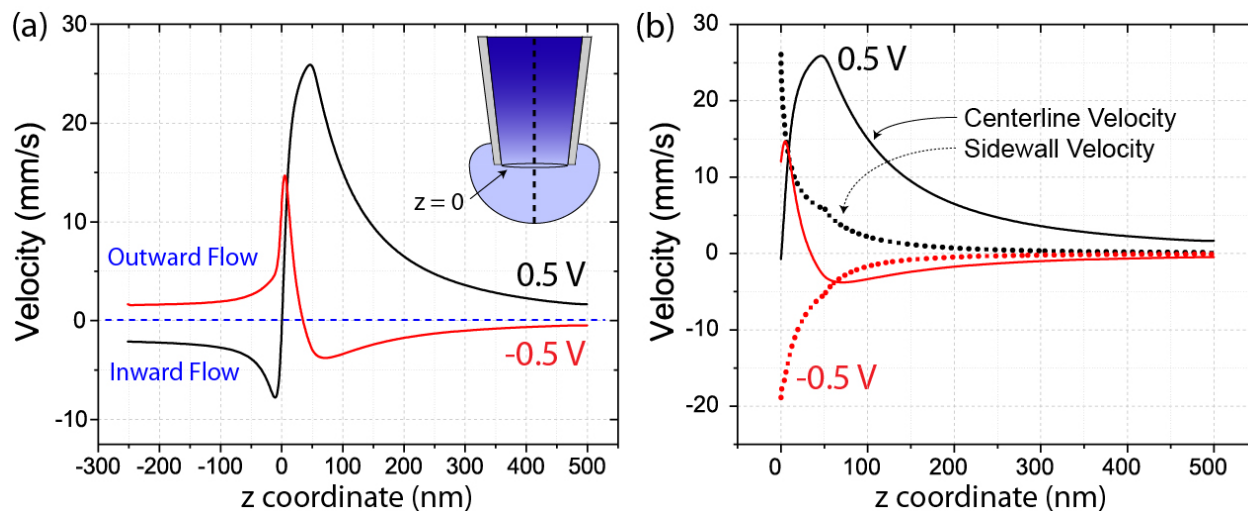 (a)
30
20
10
0
-10
Velocity (mm/s)
Outward Flow
Inward Flow
z = 0
0.5 V
-0.5 V
-300 -200 -100 0 100 200 300 400 500
z coordinate (nm)
(b)
30
20
10
0
-10
-20
Velocity (mm/s)
0.5 V
Centerline Velocity
Sidewall Velocity
-0.5 V
0 100 200 300 400 500
z coordinate (nm)